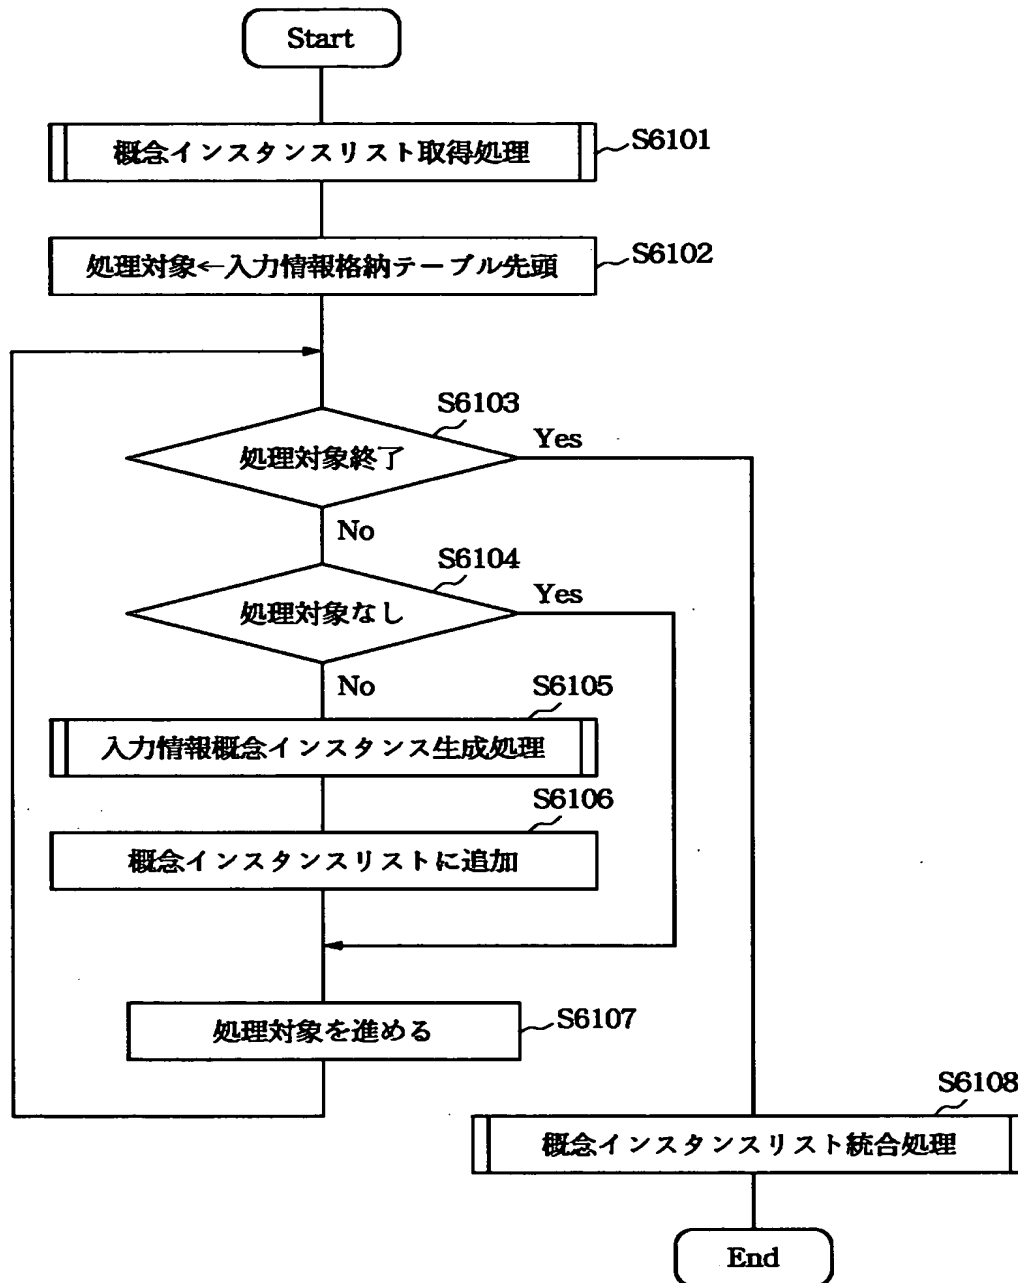 Start
概念インスタンスリスト取得処理
S6101
処理対象←入力情報格納テーブル先頭
S6102
S6103
処理対象終了
Yes
No
S6104
処理対象なし
Yes
No
S6105
入力情報概念インスタンス生成処理
S6106
概念インスタンスリストに追加
処理対象を進める
S6107
S6108
概念インスタンスリスト統合処理
End